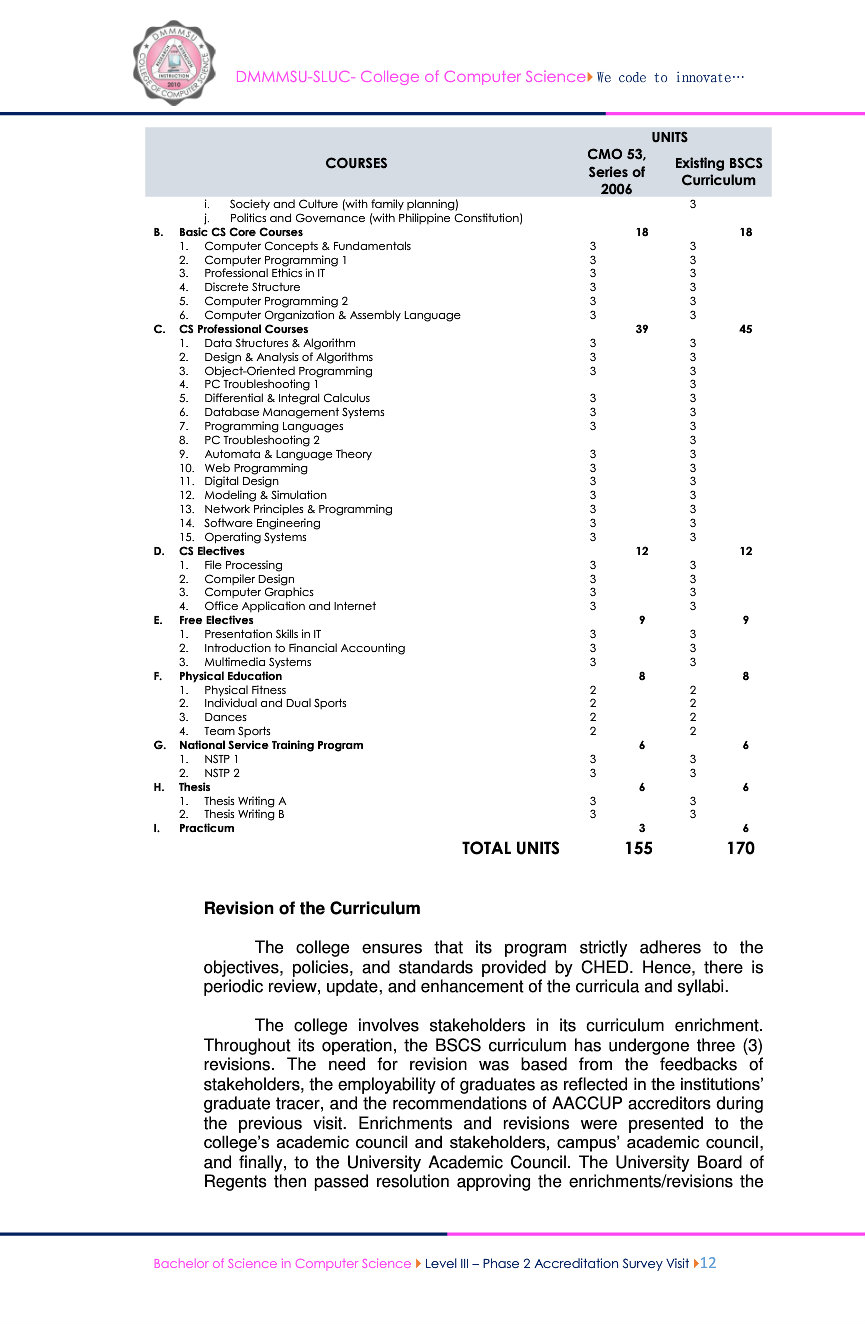 DMMMSU
RESEARCH
EXTENSION
INSTRUCTION
2010
COLLEGE OF COMPUTER SCIENCE
DMMMSU-SLUC- College of Computer Science We code to innovate…
COURSES UNITS
CMO 53, Series of 2006 Existing BSCS Curriculum
i. Society and Culture (with family planning) 3
j. Politics and Governance (with Philippine Constitution)
B. Basic CS Core Courses 18 18
1. Computer Concepts & Fundamentals 3 3
2. Computer Programming 1 3 3
3. Professional Ethics in IT 3 3
4. Discrete Structure 3 3
5. Computer Programming 2 3 3
6. Computer Organization & Assembly Language 3 3
C. CS Professional Courses 39 45
1. Data Structures & Algorithm 3 3
2. Design & Analysis of Algorithms 3 3
3. Object-Oriented Programming 3 3
4. PC Troubleshooting 1 3
5. Differential & Integral Calculus 3 3
6. Database Management Systems 3 3
7. Programming Languages 3 3
8. PC Troubleshooting 2 3
9. Automata & Language Theory 3 3
10. Web Programming 3 3
11. Digital Design 3 3
12. Modeling & Simulation 3 3
13. Network Principles & Programming 3 3
14. Software Engineering 3 3
15. Operating Systems 3 3
D. CS Electives 12 12
1. File Processing 3 3
2. Compiler Design 3 3
3. Computer Graphics 3 3
4. Office Application and Internet 3 3
E. Free Electives 9 9
1. Presentation Skills in IT 3 3
2. Introduction to Financial Accounting 3 3
3. Multimedia Systems 3 3
F. Physical Education 8 8
1. Physical Fitness 2 2
2. Individual and Dual Sports 2 2
3. Dances 2 2
4. Team Sports 2 2
G. National Service Training Program 6 6
1. NSTP 1 3 3
2. NSTP 2 3 3
H. Thesis 6 6
1. Thesis Writing A 3 3
2. Thesis Writing B 3 3
I. Practicum 3 6
TOTAL UNITS 155 170
Revision of the Curriculum
The college ensures that its program strictly adheres to the
objectives, policies, and standards provided by CHED. Hence, there is
periodic review, update, and enhancement of the curricula and syllabi.
The college involves stakeholders in its curriculum enrichment.
Throughout its operation, the BSCS curriculum has undergone three (3)
revisions. The need for revision was based from the feedbacks of
stakeholders, the employability of graduates as reflected in the institutions’
graduate tracer, and the recommendations of AACCUP accreditors during
the previous visit. Enrichments and revisions were presented to the
college’s academic council and stakeholders, campus’ academic council,
and finally, to the University Academic Council. The University Board of
Regents then passed resolution approving the enrichments/revisions the
Bachelor of Science in Computer Science Level III – Phase 2 Accreditation Survey Visit 12